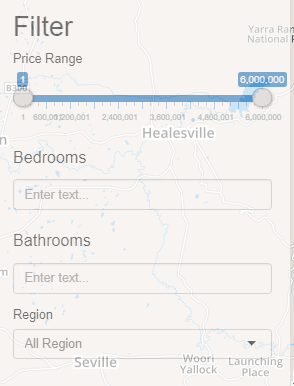 Filter
Yarra Ran
National P
Price Range
1
6,000,000
1 600,001 1,200,001 2,400,001 3,600,001 4,800,001 6,000,000
Healesville
Bedrooms
Enter text...
Bathrooms
Enter text...
Region
All Region
Seville
Woori
Yallock
Launching
Place